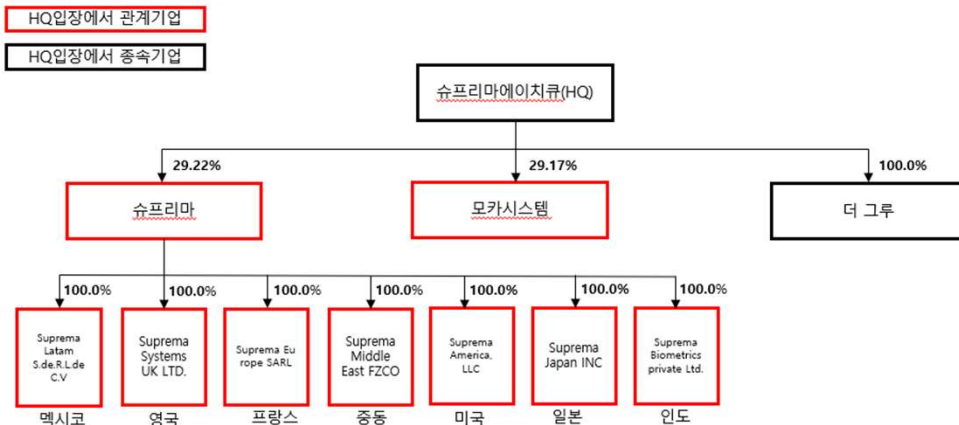 HQ입장에서 관계기업
HQ입장에서 종속기업
슈프리마에이치큐(HQ)
29.22%
29.17%
100.0%
슈프리마
모카시스템
더 그루
100.0%
100.0%
100.0%
100.0%
100.0%
100.0%
100.0%
Suprema
Latam
S.de.R.L.de
C.V
Suprema
Systems
UK LTD.
Suprema Eu
rope SARL
Suprema
Middle
East FZCO
Suprema
America,
LLC
Suprema
Japan INC
Suprema
Biometrics
private Ltd.
멕시코
영국
프랑스
중동
미국
일본
인도